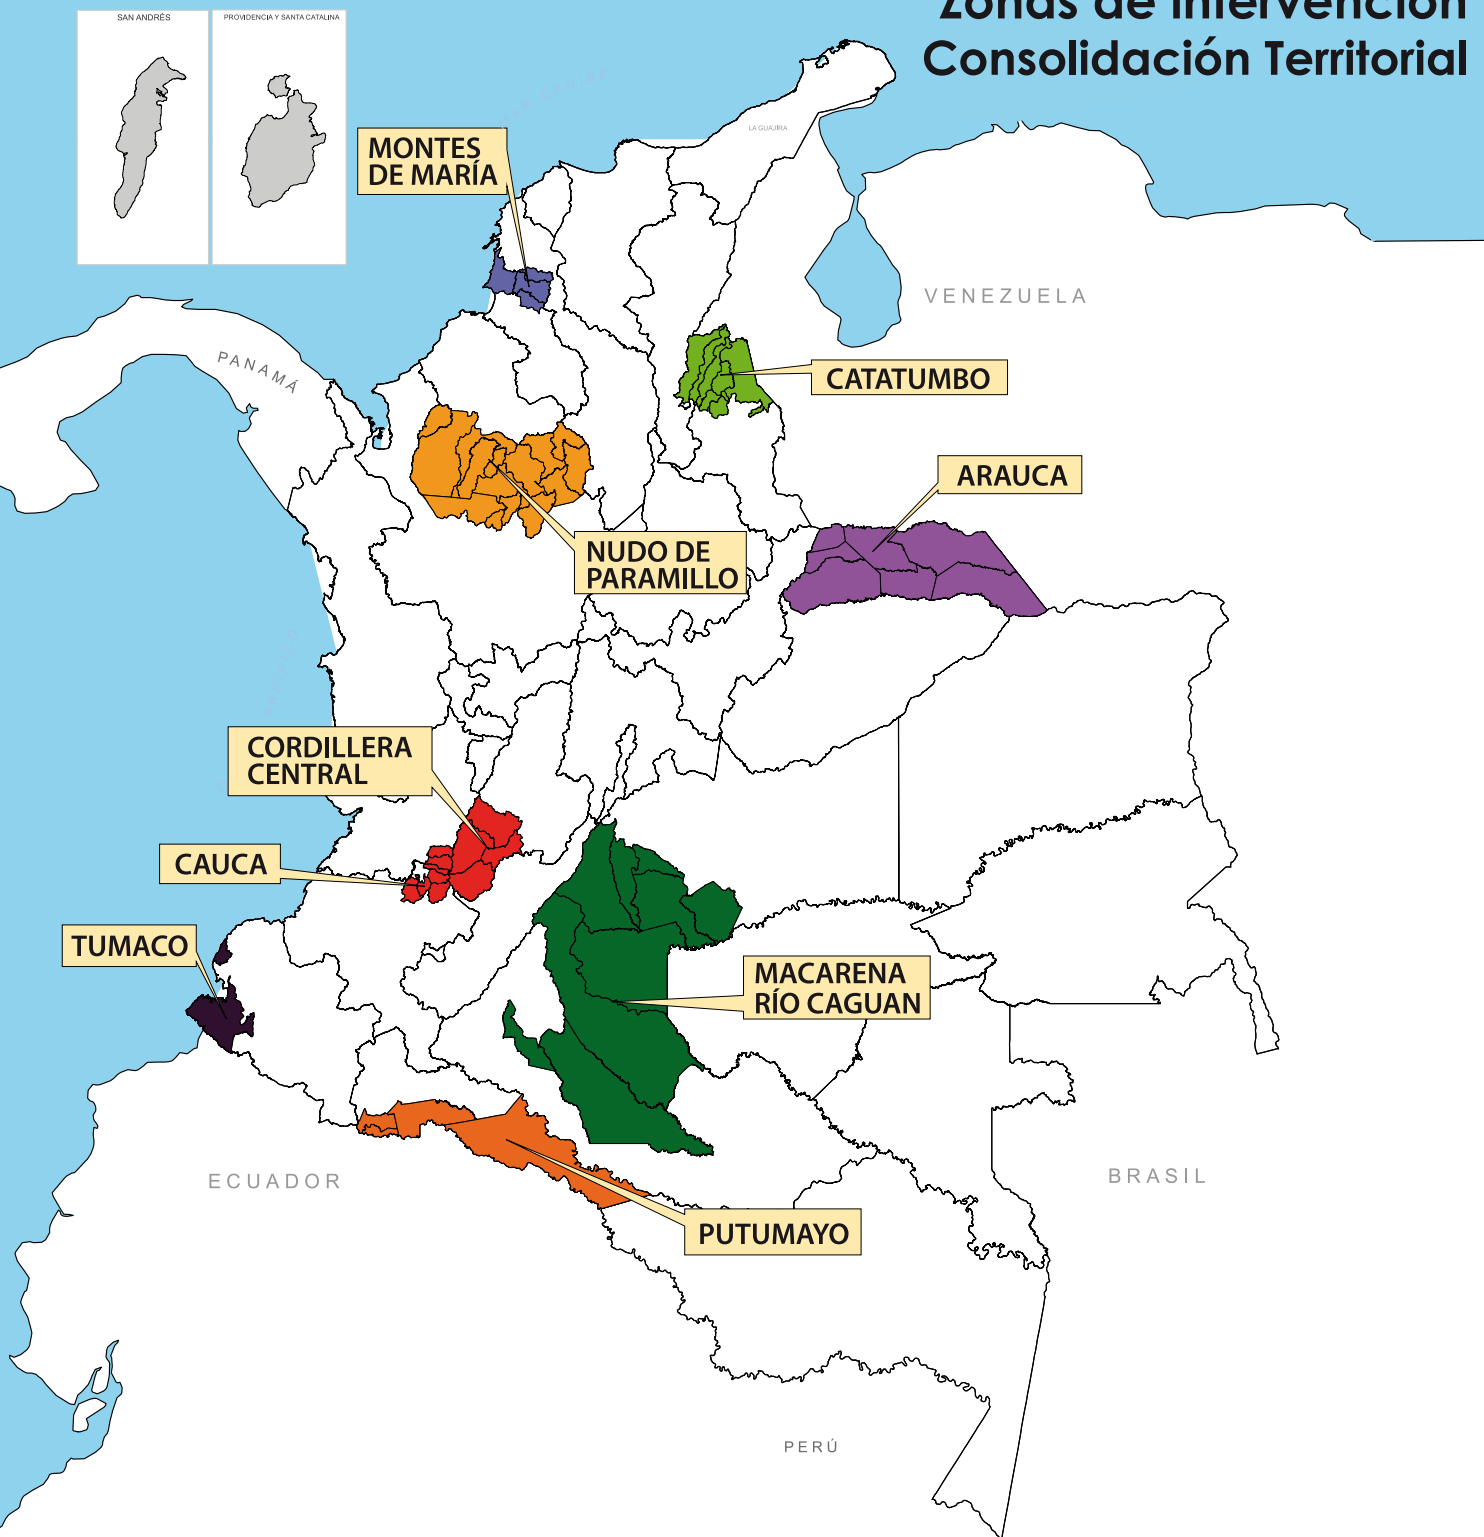 Zonas de Intervención
Consolidación Territorial
SAN ANDRÉS
PROVIDENCIA Y SANTA CATALINA
LA GUAJIRA
MONTES
DE MARÍA
VENEZUELA
PANAMÁ
CATATUMBO
ARAUCA
NUDO DE
PARAMILLO
CORDILLERA
CENTRAL
CAUCA
TUMACO
MACARENA
RÍO CAGUAN
ECUADOR
BRASIL
PUTUMAYO
PERÚ